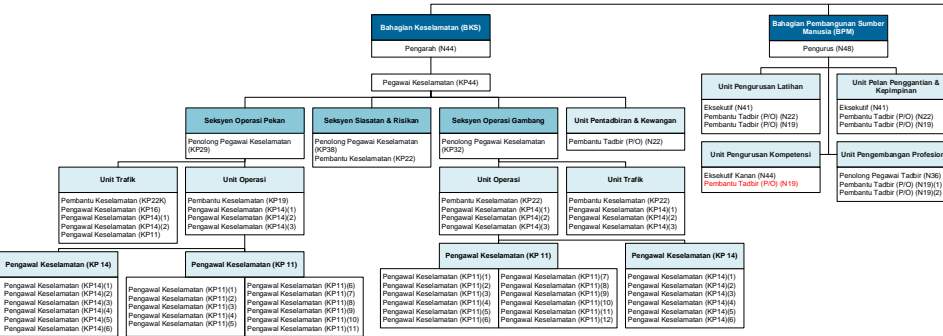 Bahagian Keselamatan (BKS)
Pengarah (N44)
Pegawai Keselamatan (KP44)
Seksyen Operasi Pekan
Penolong Pegawai Keselamatan
(KP29)
Seksyen Siasatan & Risikan
Penolong Pegawai Keselamatan
(KP38)
Pembantu Keselamatan (KP22)
Seksyen Operasi Gambang
Penolong Pegawai Keselamatan
(KP32)
Unit Pentadbiran & Kewangan
Pembantu Tadbir (P/O) (N22)
Unit Trafik
Pembantu Keselamatan (KP22K)
Pengawal Keselamatan (KP16)
Pengawal Keselamatan (KP14)(1)
Pengawal Keselamatan (KP14)(2)
Pengawal Keselamatan (KP11)
Unit Operasi
Pembantu Keselamatan (KP19)
Pengawal Keselamatan (KP14)(1)
Pengawal Keselamatan (KP14)(2)
Pengawal Keselamatan (KP14)(3)
Unit Operasi
Pembantu Keselamatan (KP22)
Pengawal Keselamatan (KP14)(1)
Pengawal Keselamatan (KP14)(2)
Pengawal Keselamatan (KP14)(3)
Unit Trafik
Pembantu Keselamatan (KP22)
Pengawal Keselamatan (KP14)(1)
Pengawal Keselamatan (KP14)(2)
Pengawal Keselamatan (KP14)(3)
Pengawal Keselamatan (KP 14)
Pengawal Keselamatan (KP14)(1)
Pengawal Keselamatan (KP14)(2)
Pengawal Keselamatan (KP14)(3)
Pengawal Keselamatan (KP14)(4)
Pengawal Keselamatan (KP14)(5)
Pengawal Keselamatan (KP14)(6)
Pengawal Keselamatan (KP 11)
Pengawal Keselamatan (KP11)(1)
Pengawal Keselamatan (KP11)(2)
Pengawal Keselamatan (KP11)(3)
Pengawal Keselamatan (KP11)(4)
Pengawal Keselamatan (KP11)(5)
Pengawal Keselamatan (KP11)(6)
Pengawal Keselamatan (KP11)(7)
Pengawal Keselamatan (KP11)(8)
Pengawal Keselamatan (KP11)(9)
Pengawal Keselamatan (KP11)(10)
Pengawal Keselamatan (KP11)(11)
Pengawal Keselamatan (KP 11)
Pengawal Keselamatan (KP11)(1)
Pengawal Keselamatan (KP11)(2)
Pengawal Keselamatan (KP11)(3)
Pengawal Keselamatan (KP11)(4)
Pengawal Keselamatan (KP11)(5)
Pengawal Keselamatan (KP11)(6)
Pengawal Keselamatan (KP11)(7)
Pengawal Keselamatan (KP11)(8)
Pengawal Keselamatan (KP11)(9)
Pengawal Keselamatan (KP11)(10)
Pengawal Keselamatan (KP11)(11)
Pengawal Keselamatan (KP11)(12)
Pengawal Keselamatan (KP 14)
Pengawal Keselamatan (KP14)(1)
Pengawal Keselamatan (KP14)(2)
Pengawal Keselamatan (KP14)(3)
Pengawal Keselamatan (KP14)(4)
Pengawal Keselamatan (KP14)(5)
Pengawal Keselamatan (KP14)(6)
Bahagian Pembangunan Sumber
Manusia (BPM)
Pengurus (N48)
Unit Pengurusan Latihan
Eksekutif (N41)
Pembantu Tadbir (P/O) (N22)
Pembantu Tadbir (P/O) (N19)
Unit Pelan Penggantian &
Kepimpinan
Eksekutif (N41)
Pembantu Tadbir (P/O) (N22)
Pembantu Tadbir (P/O) (N19)
Unit Pengurusan Kompetensi
Eksekutif Kanan (N44)
Pembantu Tadbir (P/O) (N19)
Unit Pengembangan Profesion
Penolong Pegawai Tadbir (N36)
Pembantu Tadbir (P/O) (N19)(1)
Pembantu Tadbir (P/O) (N19)(2)